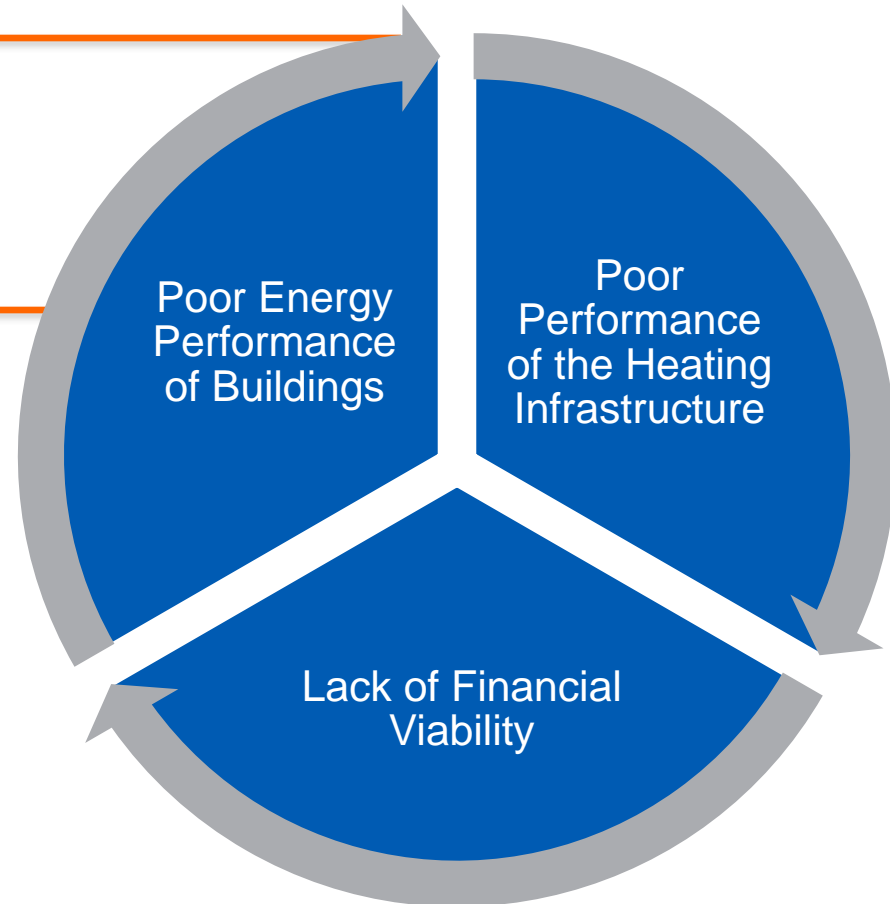 Poor Energy
Performance
of Buildings
Poor
Performance
of the Heating
Infrastructure
Lack of Financial
Viability